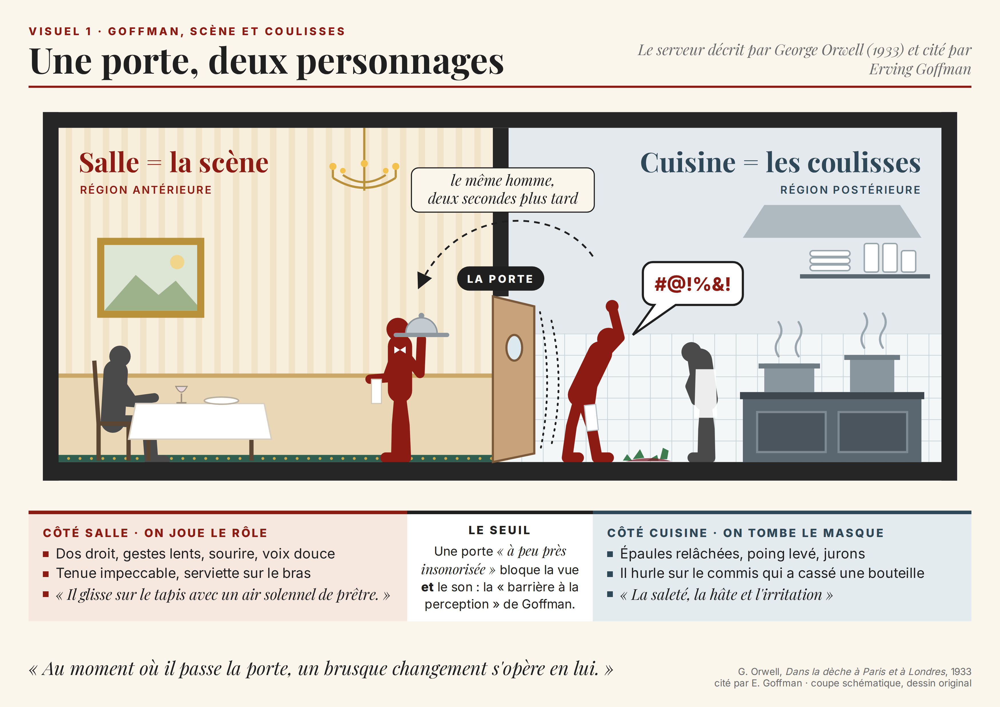 VISUEL 1 · GOFFMAN, SCÈNE ET COULISSES
Une porte, deux personnages
Le serveur décrit par George Orwell (1933) et cité par
Erving Goffman
Salle = la scène
RÉGION ANTÉRIEURE
le même homme,
deux secondes plus tard
Cuisine = les coulisses
RÉGION POSTÉRIEURE
LA PORTE
#@!%&!
CÔTÉ SALLE · ON JOUE LE RÔLE
Dos droit, gestes lents, sourire, voix douce
Tenue impeccable, serviette sur le bras
« Il glisse sur le tapis avec un air solennel de prêtre. »
LE SEUIL
Une porte « à peu près
insonorisée » bloque la vue
et le son : la « barrière à la
perception » de Goffman.
CÔTÉ CUISINE · ON TOMBE LE MASQUE
Épaules relâchées, poing levé, jurons
Il hurle sur le commis qui a cassé une bouteille
« La saleté, la hâte et l'irritation »
« Au moment où il passe la porte, un brusque changement s'opère en lui. »
G. Orwell, Dans la dèche à Paris et à Londres, 1933
cité par E. Goffman · coupe schématique, dessin original